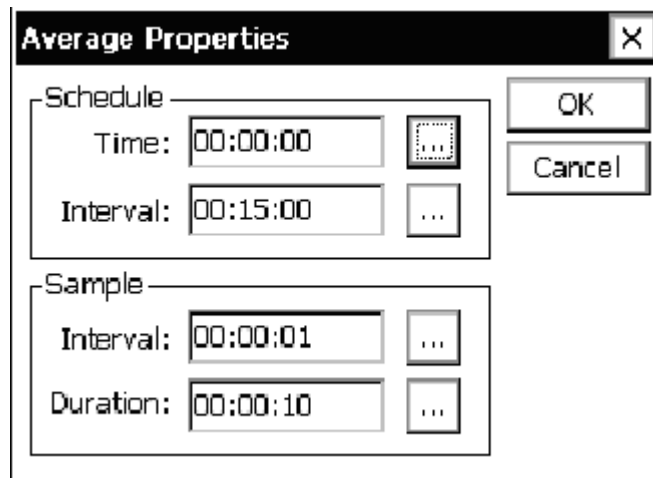 Average Properties
Schedule
OK
Time: 00:00:00 ...
Cancel
Interval: 00:15:00 ...
Sample
Interval: 00:00:01 ...
Duration: 00:00:10 ...